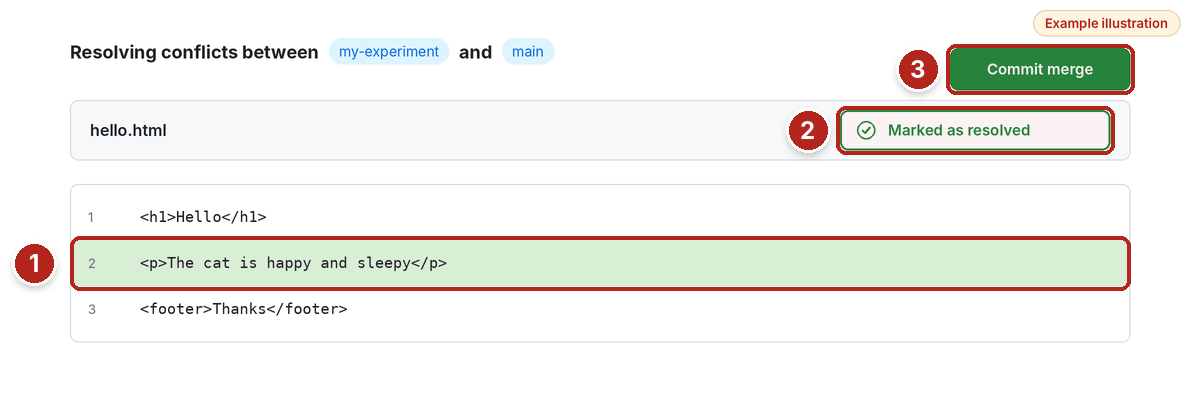 Example illustration
Resolving conflicts between my-experiment and main
3 Commit merge
hello.html 2 Marked as resolved
1 <h1>Hello</h1>
1 2 <p>The cat is happy and sleepy</p>
3 <footer>Thanks</footer>